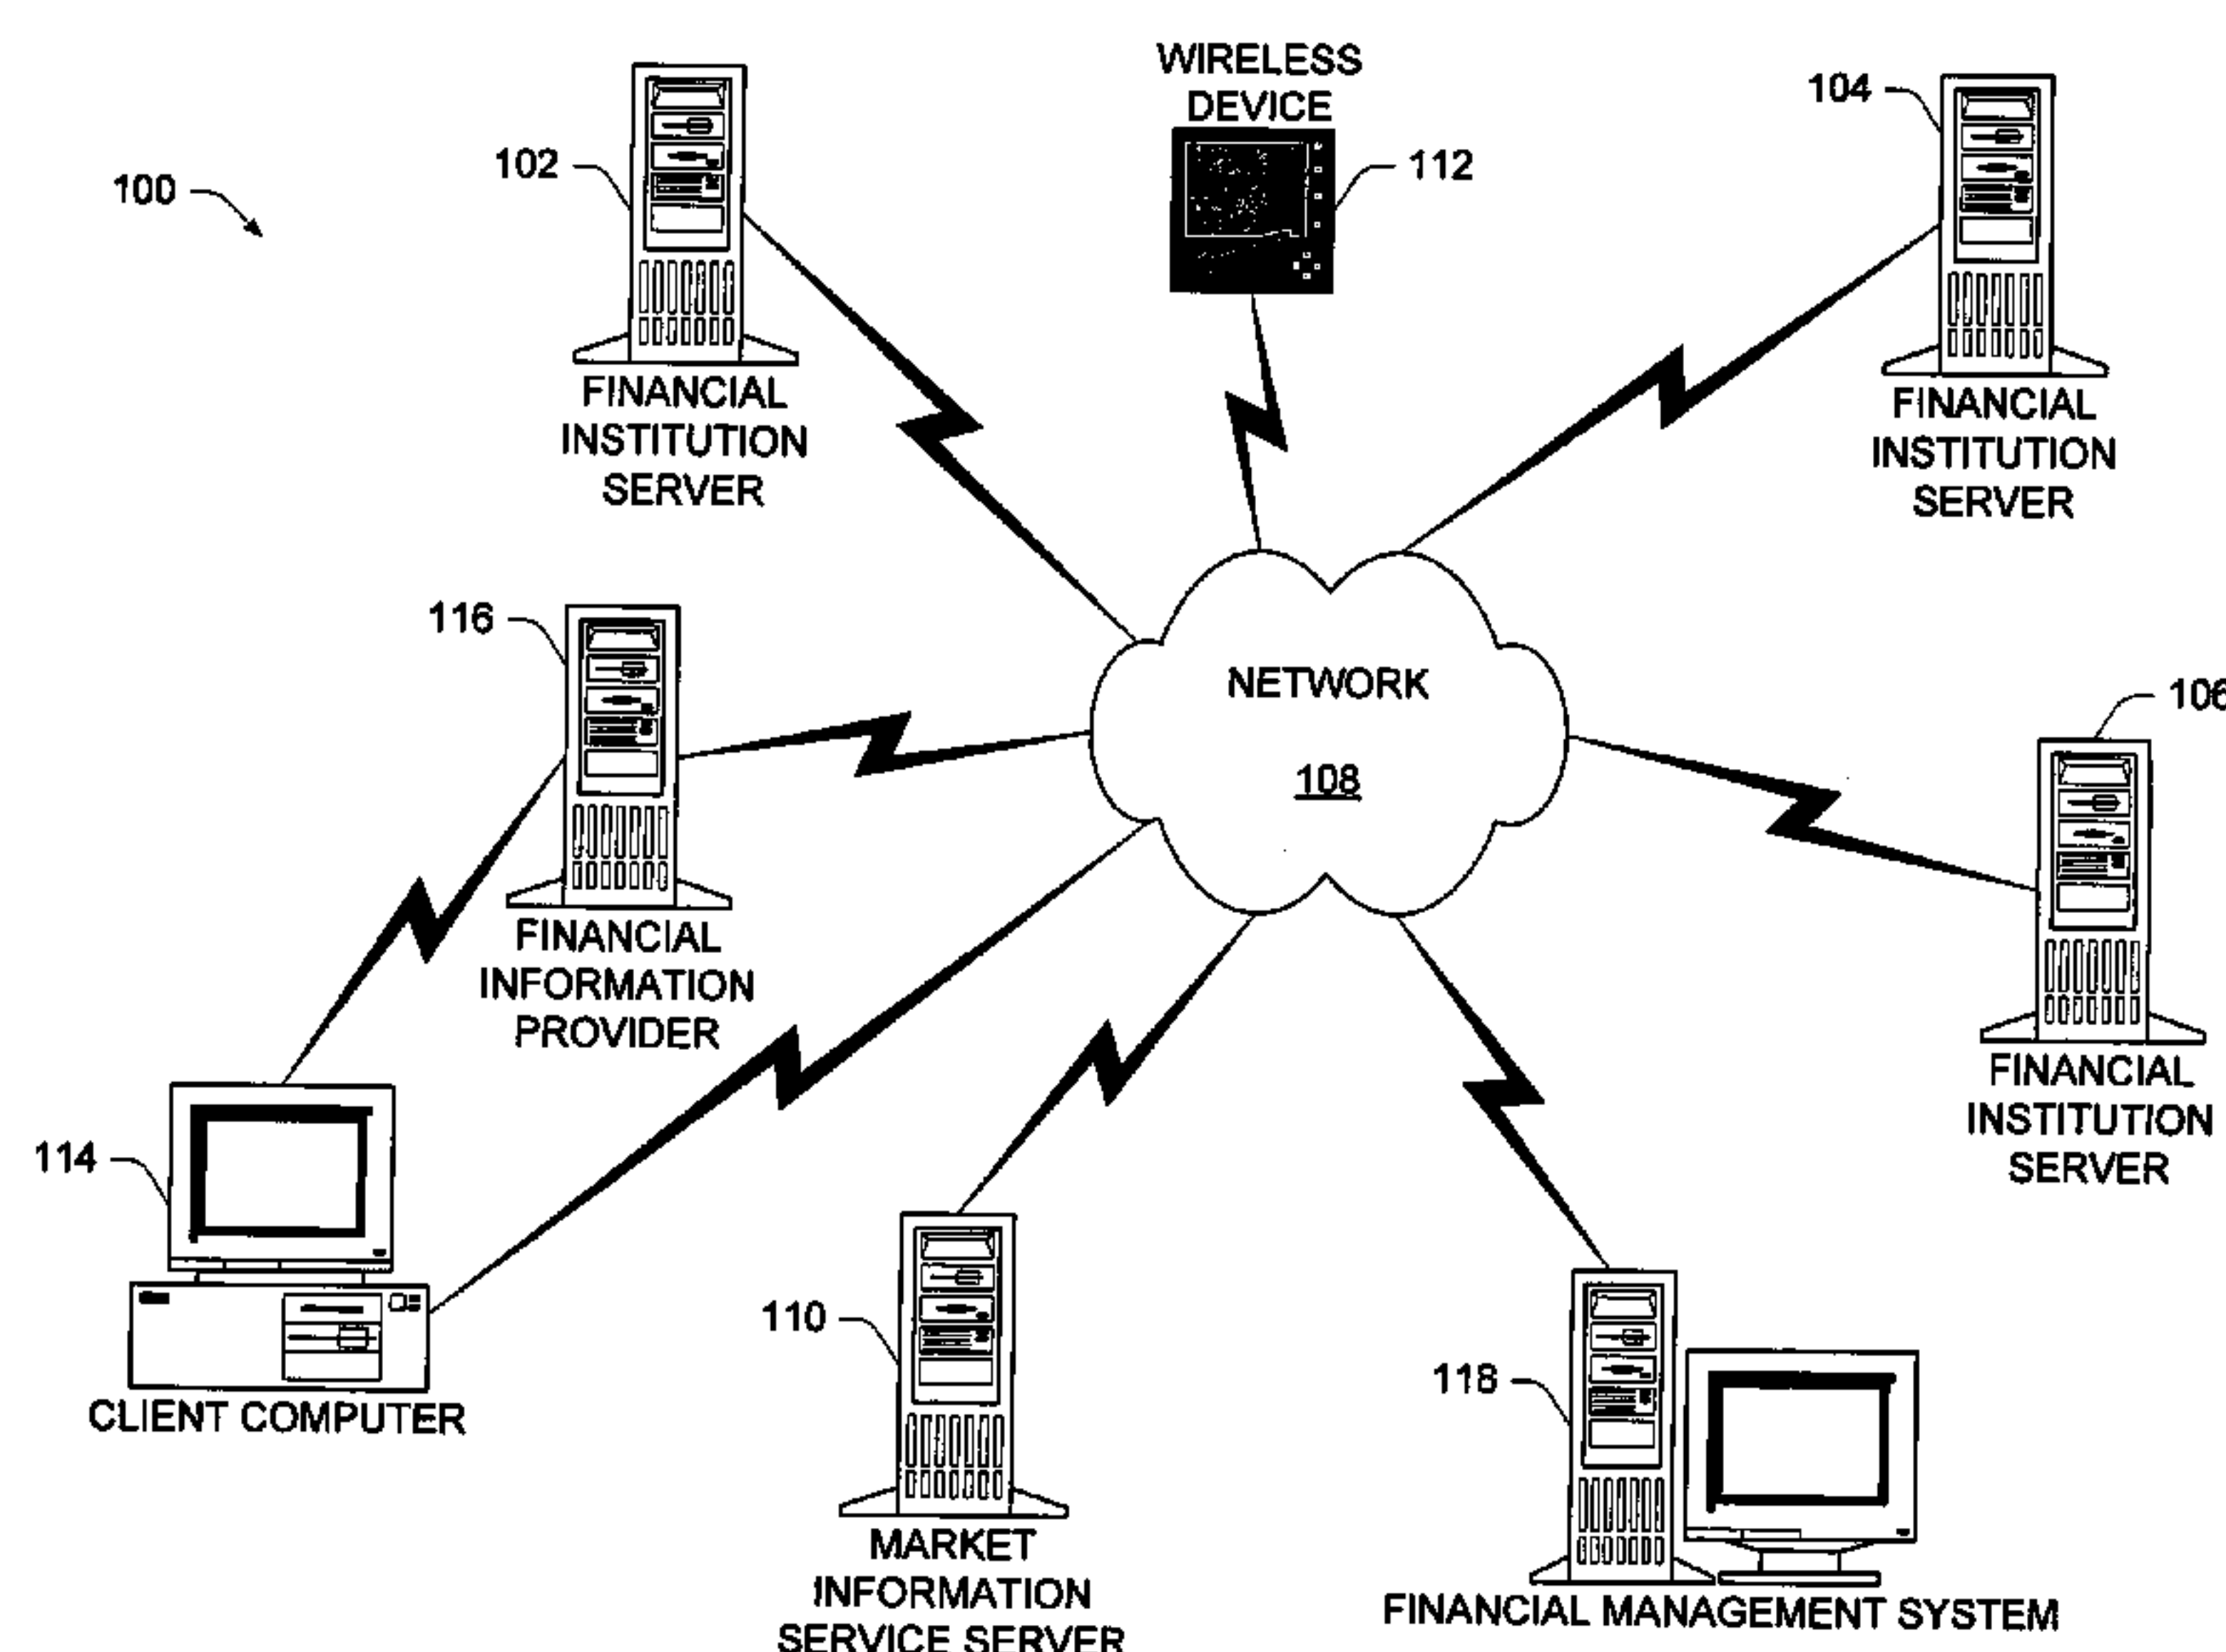 100
102
FINANCIAL
INSTITUTION
SERVER
WIRELESS
DEVICE
112
104
FINANCIAL
INSTITUTION
SERVER
116
FINANCIAL
INFORMATION
PROVIDER
NETWORK
108
106
FINANCIAL
INSTITUTION
SERVER
114
CLIENT COMPUTER
110
MARKET
INFORMATION
SERVICE SERVER
118
FINANCIAL MANAGEMENT SYSTEM